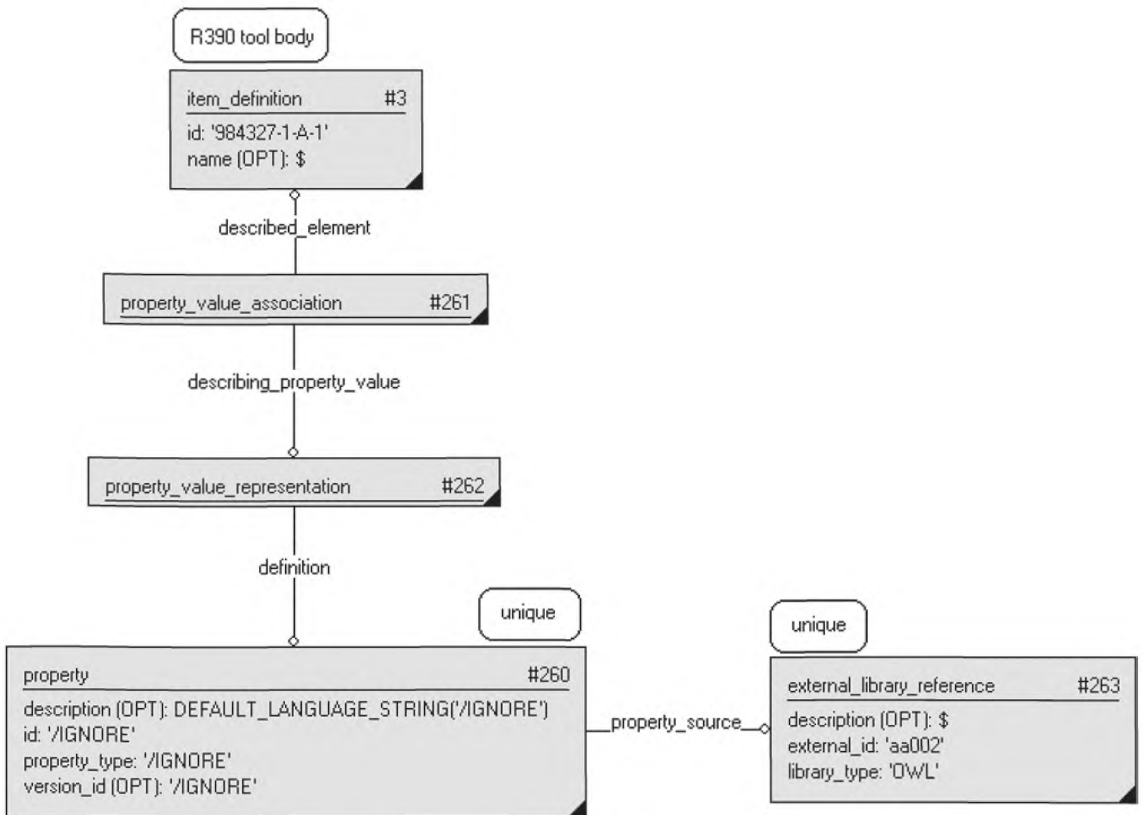 R390 tool body
item_definition #3
id: '984327-1-A-1'
name (OPT): $
described_element
property_value_association #261
describing_property_value
property_value_representation #262
definition
unique
property #260
description (OPT): DEFAULT_LANGUAGE_STRING('/IGNORE')
id: '/IGNORE'
property_type: '/IGNORE'
version_id (OPT): '/IGNORE'
property_source
unique
external_library_reference #263
description (OPT): $
external_id: 'aa002'
library_type: 'OWL'